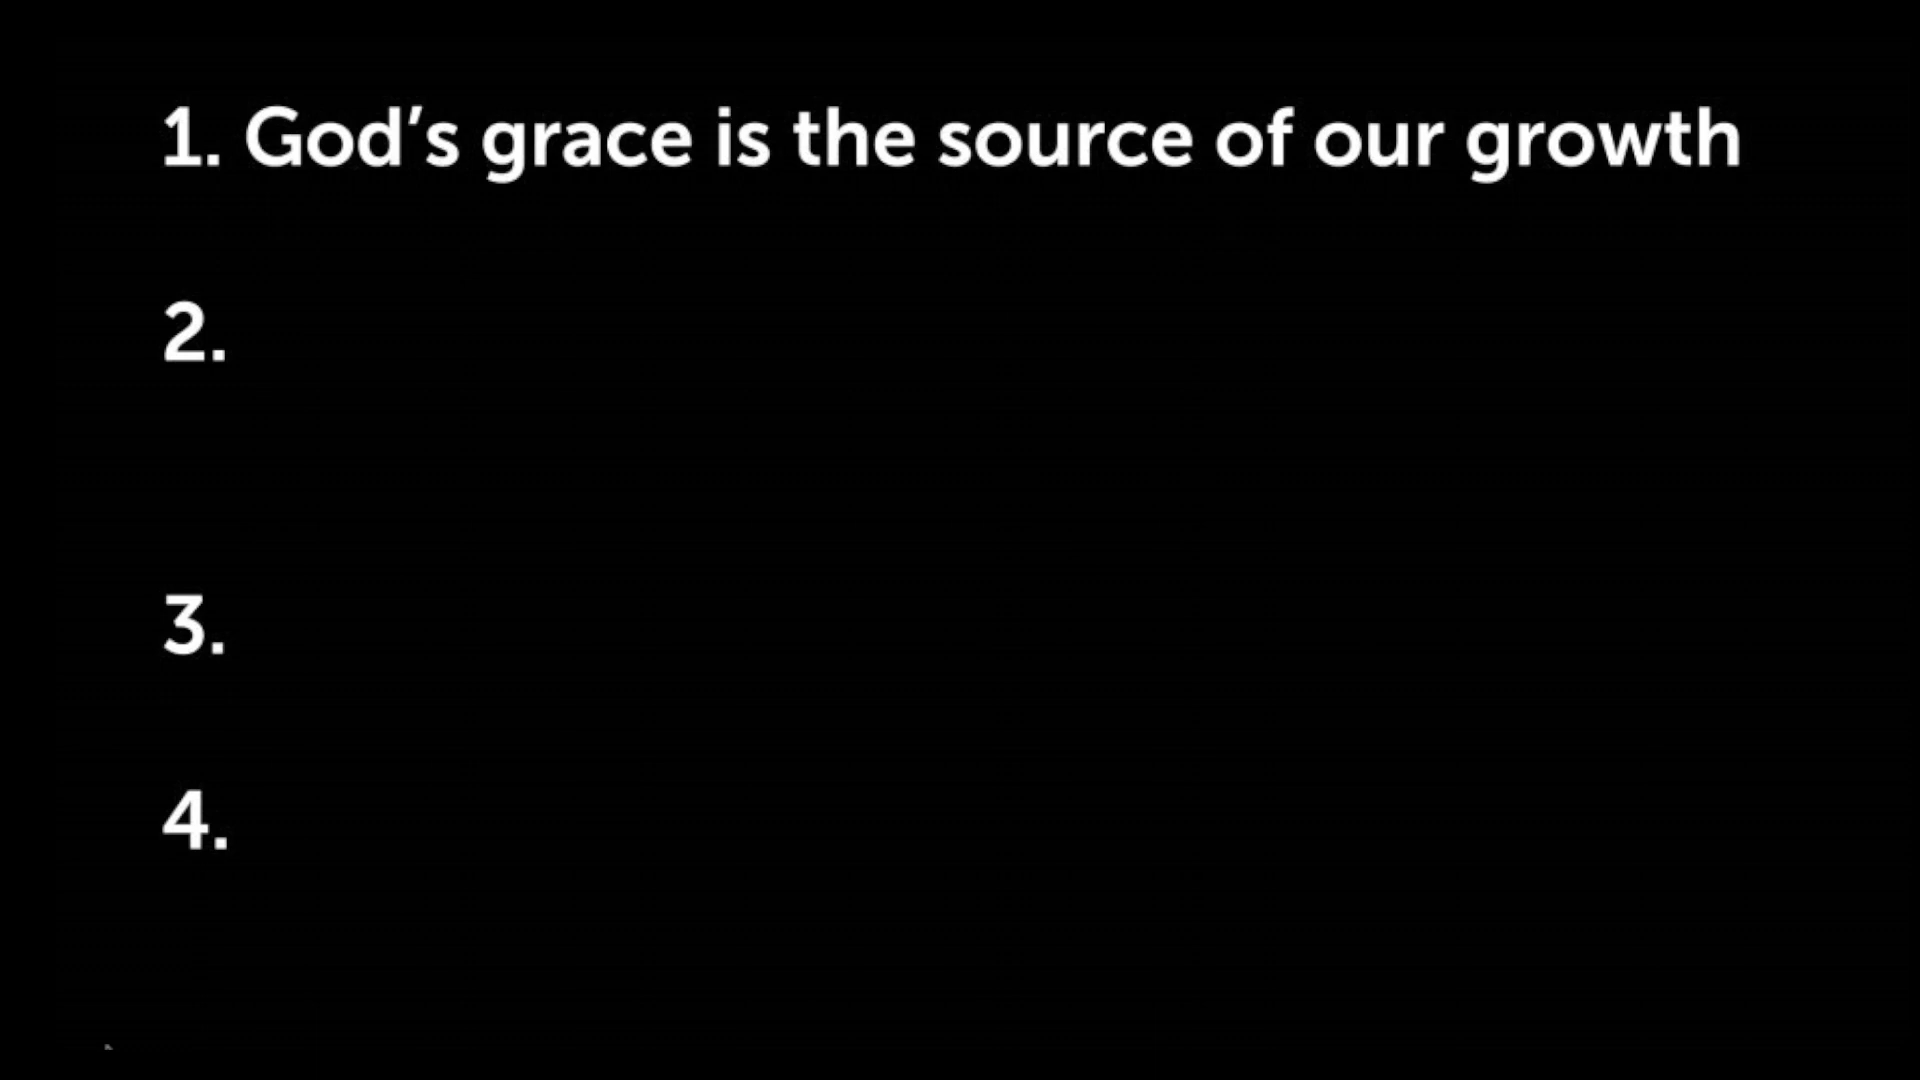 1. God’s grace is the source of our growth
2.
3.
4.